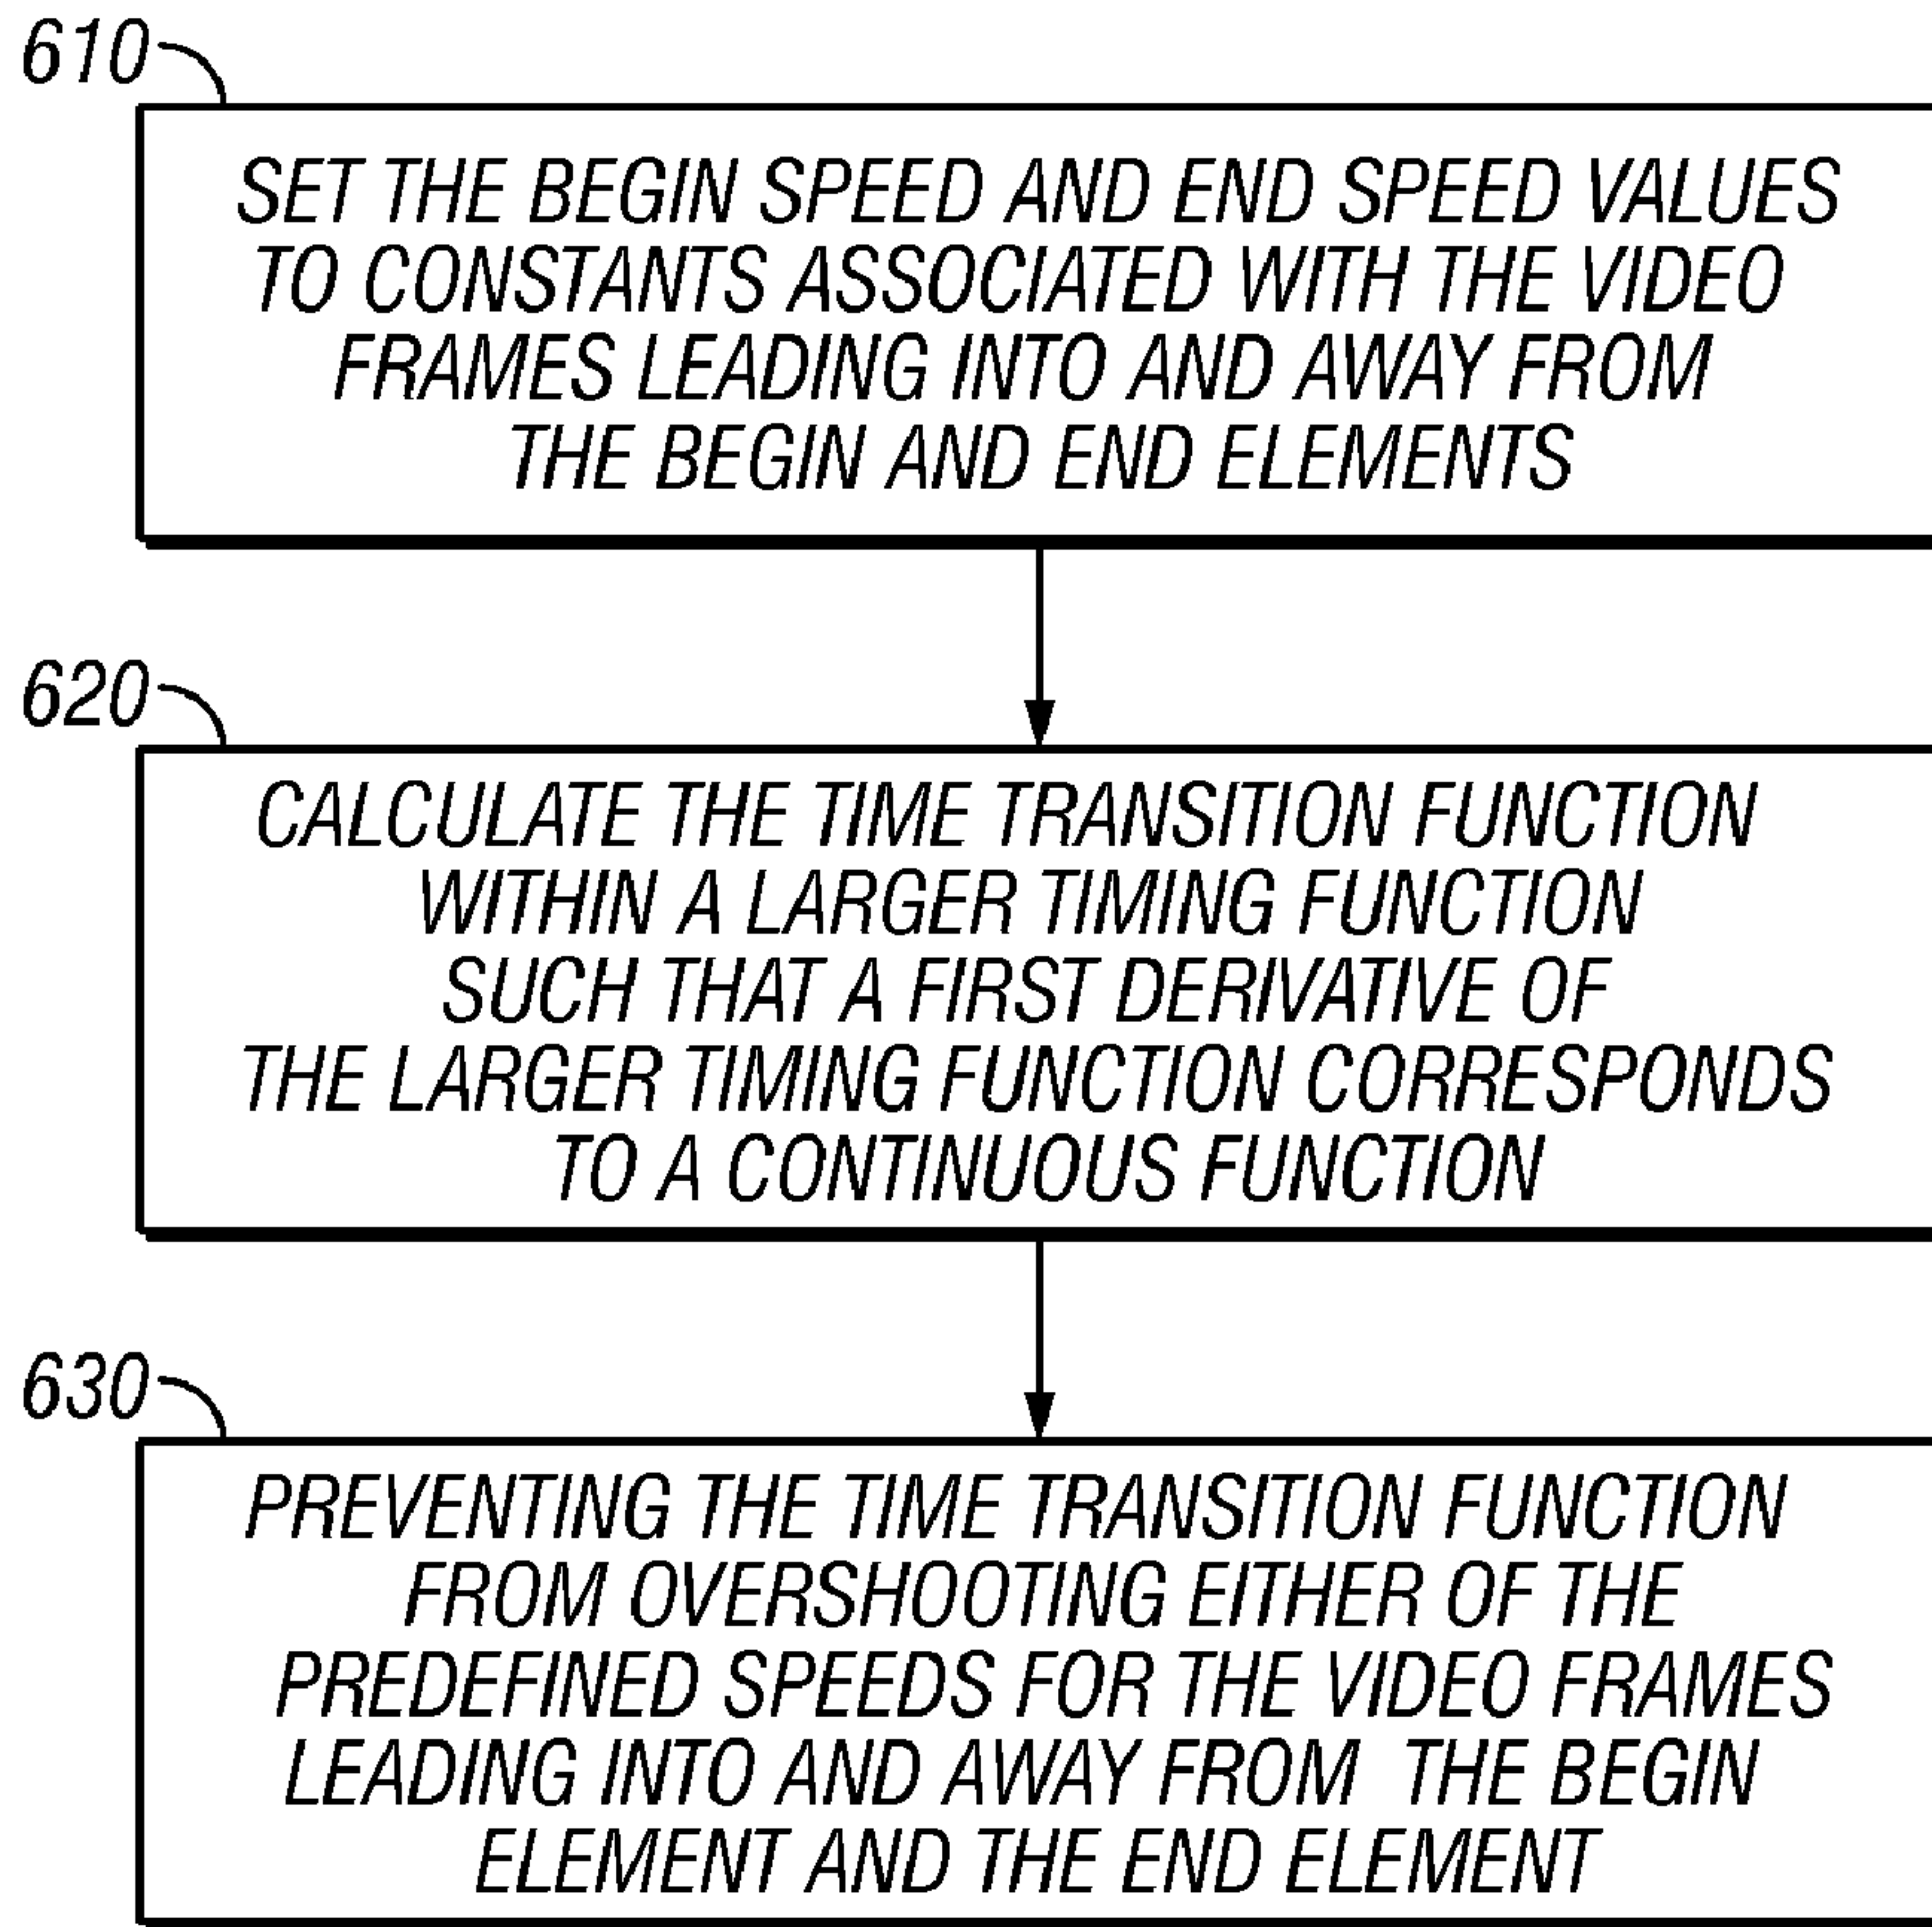 610
SET THE BEGIN SPEED AND END SPEED VALUES
TO CONSTANTS ASSOCIATED WITH THE VIDEO
FRAMES LEADING INTO AND AWAY FROM
THE BEGIN AND END ELEMENTS
620
CALCULATE THE TIME TRANSITION FUNCTION
WITHIN A LARGER TIMING FUNCTION
SUCH THAT A FIRST DERIVATIVE OF
THE LARGER TIMING FUNCTION CORRESPONDS
TO A CONTINUOUS FUNCTION
630
PREVENTING THE TIME TRANSITION FUNCTION
FROM OVERSHOOTING EITHER OF THE
PREDEFINED SPEEDS FOR THE VIDEO FRAMES
LEADING INTO AND AWAY FROM THE BEGIN
ELEMENT AND THE END ELEMENT